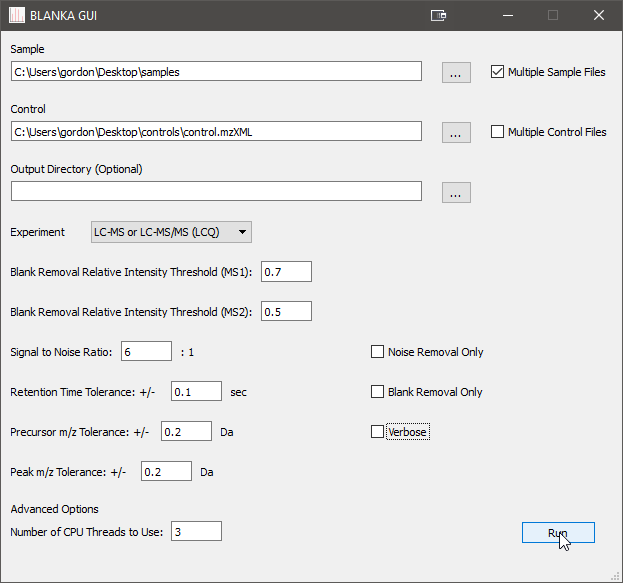 BLANKA GUI
Sample
C:\Users\gordon\Desktop\samples
...
Multiple Sample Files
Control
C:\Users\gordon\Desktop\controls\control.mzXML
...
Multiple Control Files
Output Directory (Optional)
...
Experiment LC-MS or LC-MS/MS (LCQ)
Blank Removal Relative Intensity Threshold (MS1): 0.7
Blank Removal Relative Intensity Threshold (MS2): 0.5
Signal to Noise Ratio: 6 : 1 Noise Removal Only
Retention Time Tolerance: +/- 0.1 sec Blank Removal Only
Precursor m/z Tolerance: +/- 0.2 Da Verbose
Peak m/z Tolerance: +/- 0.2 Da
Advanced Options
Number of CPU Threads to Use: 3
Run